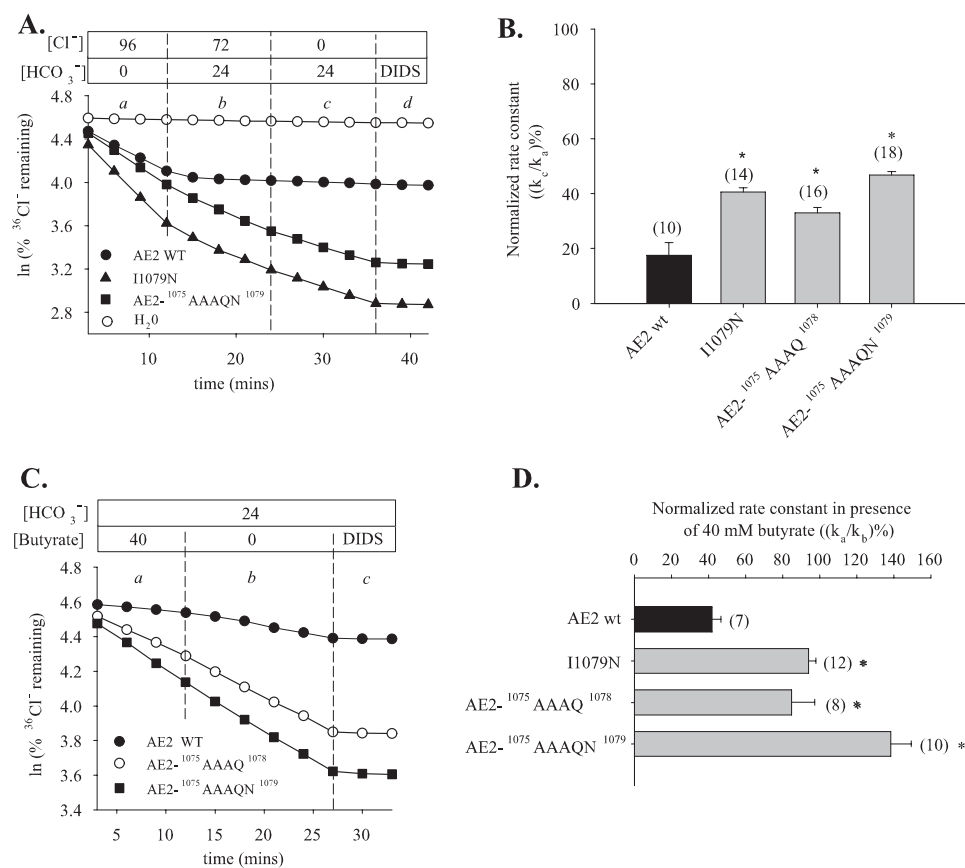 A.
[Cl⁻] 96 72 0
[HCO₃⁻] 0 24 24 DIDS
a b c d
4.8
4.4
4.0
3.6
3.2
2.8
ln (% ³⁶Cl⁻ remaining)
AE2 WT
I1079N
AE2-¹⁰⁷⁵AAAQN¹⁰⁷⁹
H₂0
10 20 30 40
time (mins)
B.
100
80
60
40
20
0
Normalized rate constant
((k_c/k_a)%)
(10)
* (14)
* (16)
* (18)
AE2 wt
I1079N
AE2-¹⁰⁷⁵AAAQ¹⁰⁷⁸
AE2-¹⁰⁷⁵AAAQN¹⁰⁷⁹
C.
[HCO₃⁻] 24
[Butyrate] 40 0 DIDS
a b c
4.8
4.6
4.4
4.2
4.0
3.8
3.6
3.4
ln (% ³⁶Cl⁻ remaining)
AE2 WT
AE2-¹⁰⁷⁵AAAQ¹⁰⁷⁸
AE2-¹⁰⁷⁵AAAQN¹⁰⁷⁹
5 10 15 20 25 30
time (mins)
D.
Normalized rate constant in presence
of 40 mM butyrate ((k_a/k_b)%)
0 20 40 60 80 100 120 140 160
AE2 wt (7)
I1079N (12) *
AE2-¹⁰⁷⁵AAAQ¹⁰⁷⁸ (8) *
AE2-¹⁰⁷⁵AAAQN¹⁰⁷⁹ (10) *